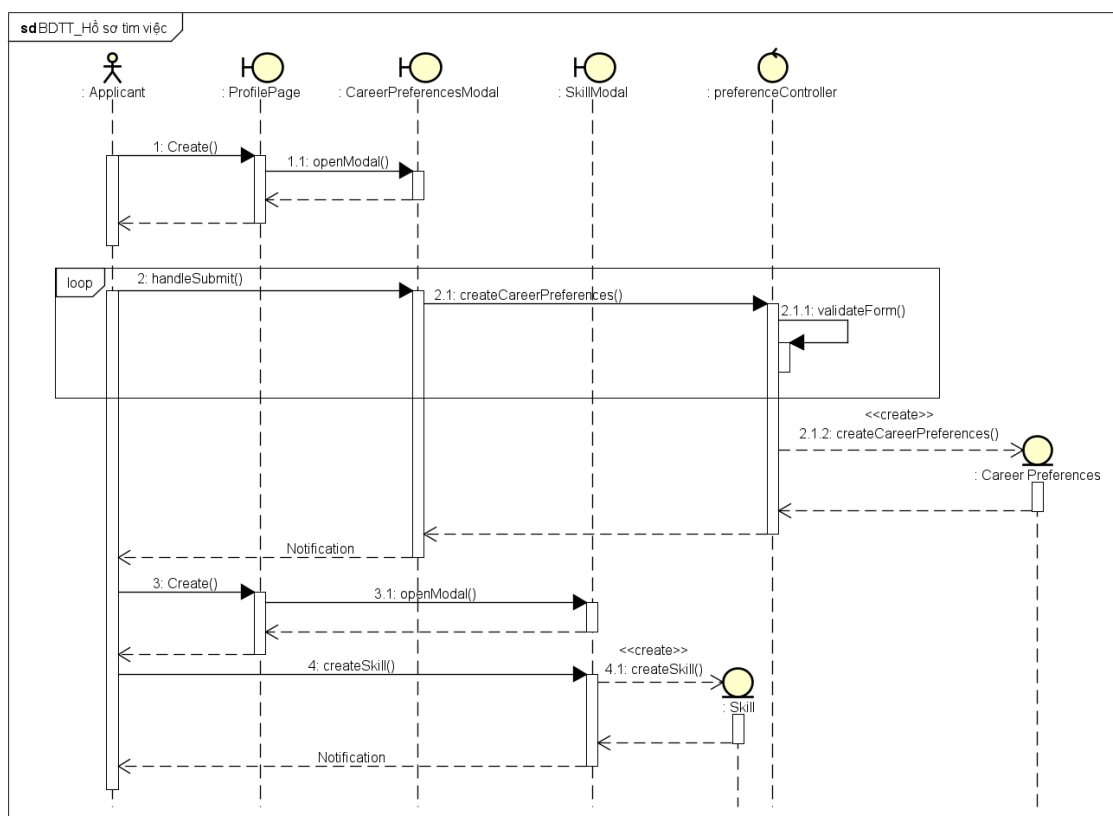 sd BDTT_Hồ sơ tìm việc
: Applicant
: ProfilePage
: CareerPreferencesModal
: SkillModal
: preferenceController
1: Create()
1.1: openModal()
loop
2: handleSubmit()
2.1: createCareerPreferences()
2.1.1: validateForm()
<<create>>
2.1.2: createCareerPreferences()
: Career Preferences
Notification
3: Create()
3.1: openModal()
4: createSkill()
<<create>>
4.1: createSkill()
: Skill
Notification